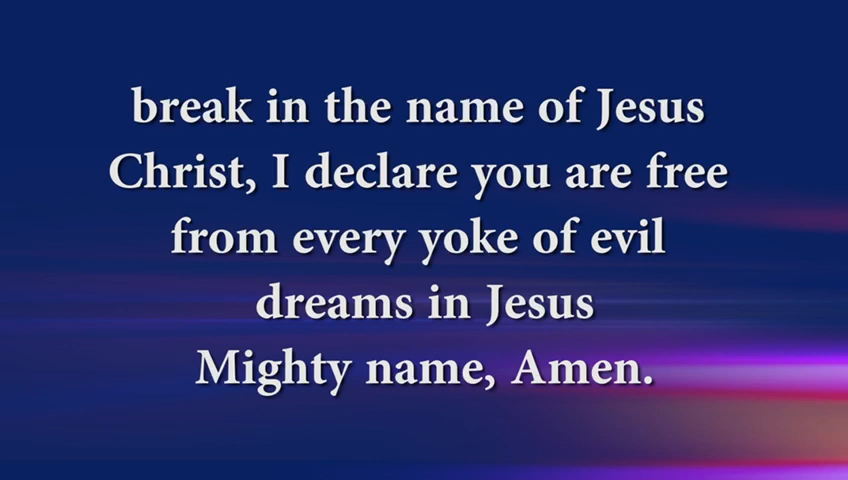 break in the name of Jesus
Christ, I declare you are free
from every yoke of evil
dreams in Jesus
Mighty name, Amen.